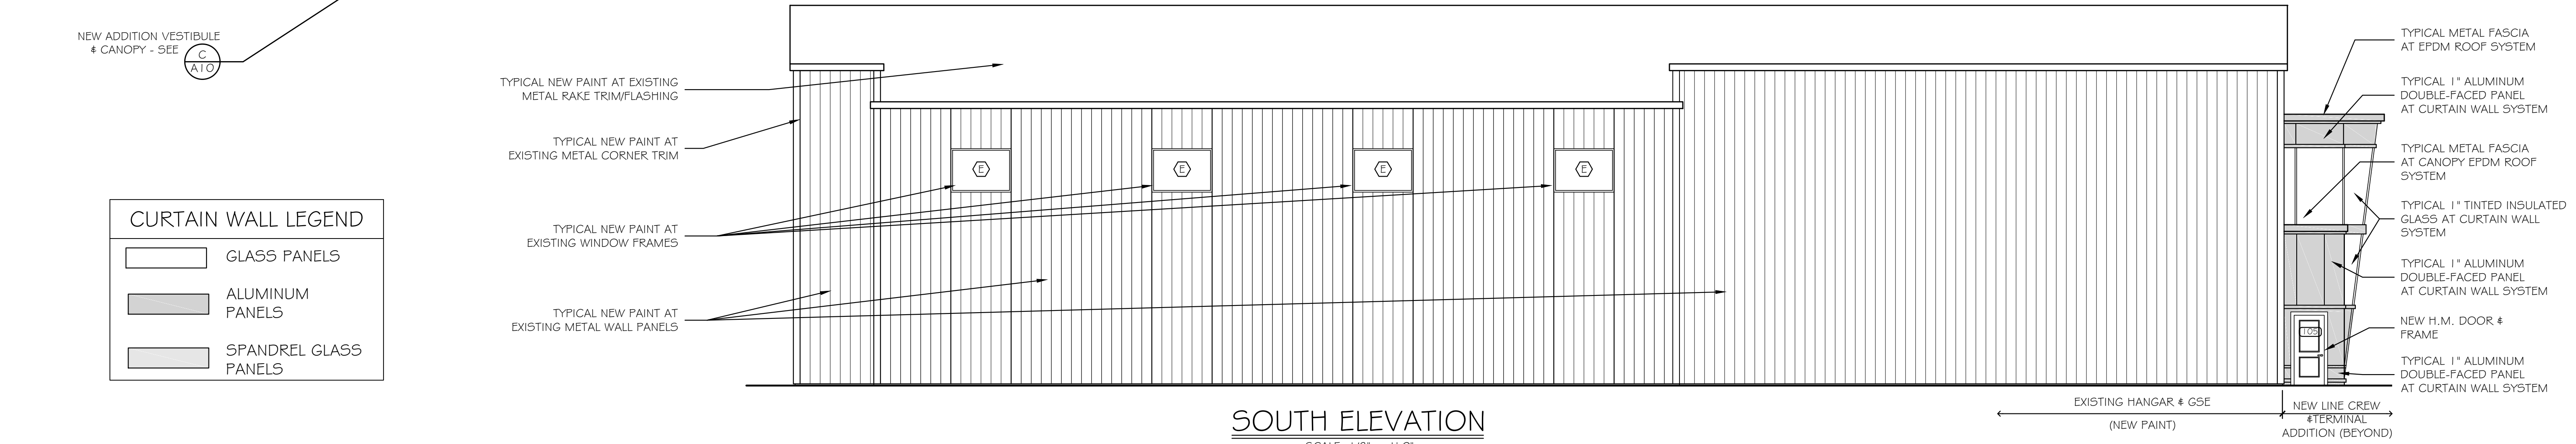 NEW ADDITION VESTIBULE
& CANOPY - SEE
C
A10
CURTAIN WALL LEGEND
GLASS PANELS
ALUMINUM
PANELS
SPANDREL GLASS
PANELS
TYPICAL NEW PAINT AT EXISTING
METAL RAKE TRIM/FLASHING
TYPICAL NEW PAINT AT
EXISTING METAL CORNER TRIM
TYPICAL NEW PAINT AT
EXISTING WINDOW FRAMES
TYPICAL NEW PAINT AT
EXISTING METAL WALL PANELS
E
E
E
E
TYPICAL METAL FASCIA
AT EPDM ROOF SYSTEM
TYPICAL 1" ALUMINUM
DOUBLE-FACED PANEL
AT CURTAIN WALL SYSTEM
TYPICAL METAL FASCIA
AT CANOPY EPDM ROOF
SYSTEM
TYPICAL 1" TINTED INSULATED
GLASS AT CURTAIN WALL
SYSTEM
TYPICAL 1" ALUMINUM
DOUBLE-FACED PANEL
AT CURTAIN WALL SYSTEM
NEW H.M. DOOR &
FRAME
105
TYPICAL 1" ALUMINUM
DOUBLE-FACED PANEL
AT CURTAIN WALL SYSTEM
EXISTING HANGAR & GSE
(NEW PAINT)
NEW LINE CREW
&TERMINAL
ADDITION (BEYOND)
SOUTH ELEVATION